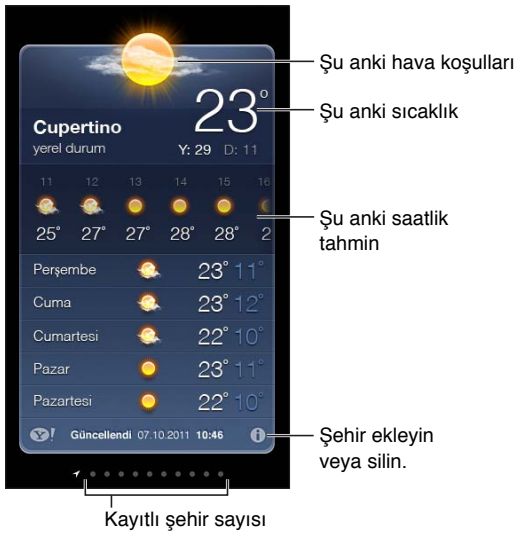 Şu anki hava koşulları
23°
Şu anki sıcaklık
Cupertino
yerel durum
Y: 29 D: 11
11 12 13 14 15 16
25° 27° 27° 28° 28° 2
Şu anki saatlik
tahmin
Perşembe 23° 11°
Cuma 23° 12°
Cumartesi 22° 10°
Pazar 23° 11°
Pazartesi 22° 10°
Y! Güncellendi 07.10.2011 10:46 i
Şehir ekleyin
veya silin.
Kayıtlı şehir sayısı